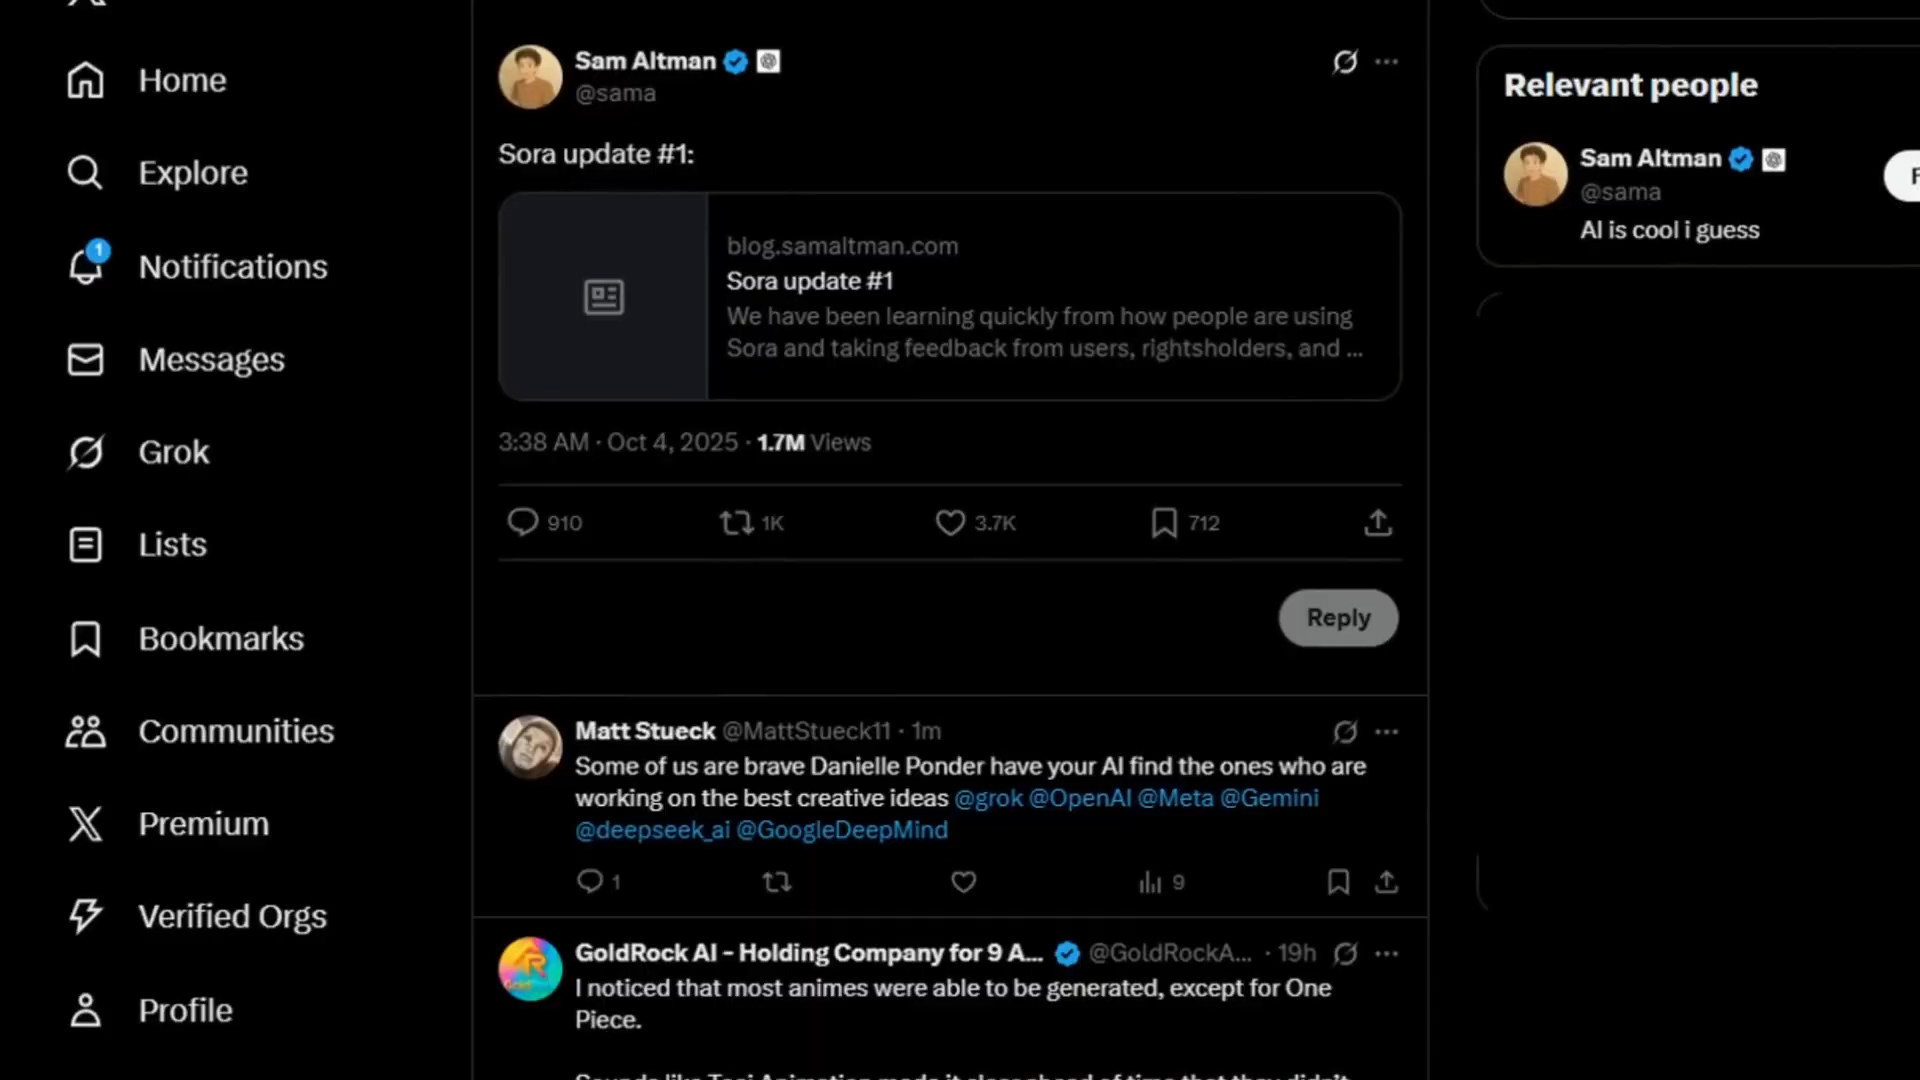 Home
Explore
1
Notifications
Messages
Grok
Lists
Bookmarks
Communities
Premium
Verified Orgs
Profile
Sam Altman
@sama
Sora update #1:
blog.samaltman.com
Sora update #1
We have been learning quickly from how people are using
Sora and taking feedback from users, rightsholders, and ...
3:38 AM · Oct 4, 2025 · 1.7M Views
910 1K 3.7K 712
Reply
Matt Stueck @MattStueck11 · 1m
Some of us are brave Danielle Ponder have your AI find the ones who are
working on the best creative ideas @grok @OpenAI @Meta @Gemini
@deepseek_ai @GoogleDeepMind
1 9
GoldRock AI - Holding Company for 9 A... @GoldRockA... · 19h
I noticed that most animes were able to be generated, except for One
Piece.
Relevant people
Sam Altman
@sama
AI is cool i guess